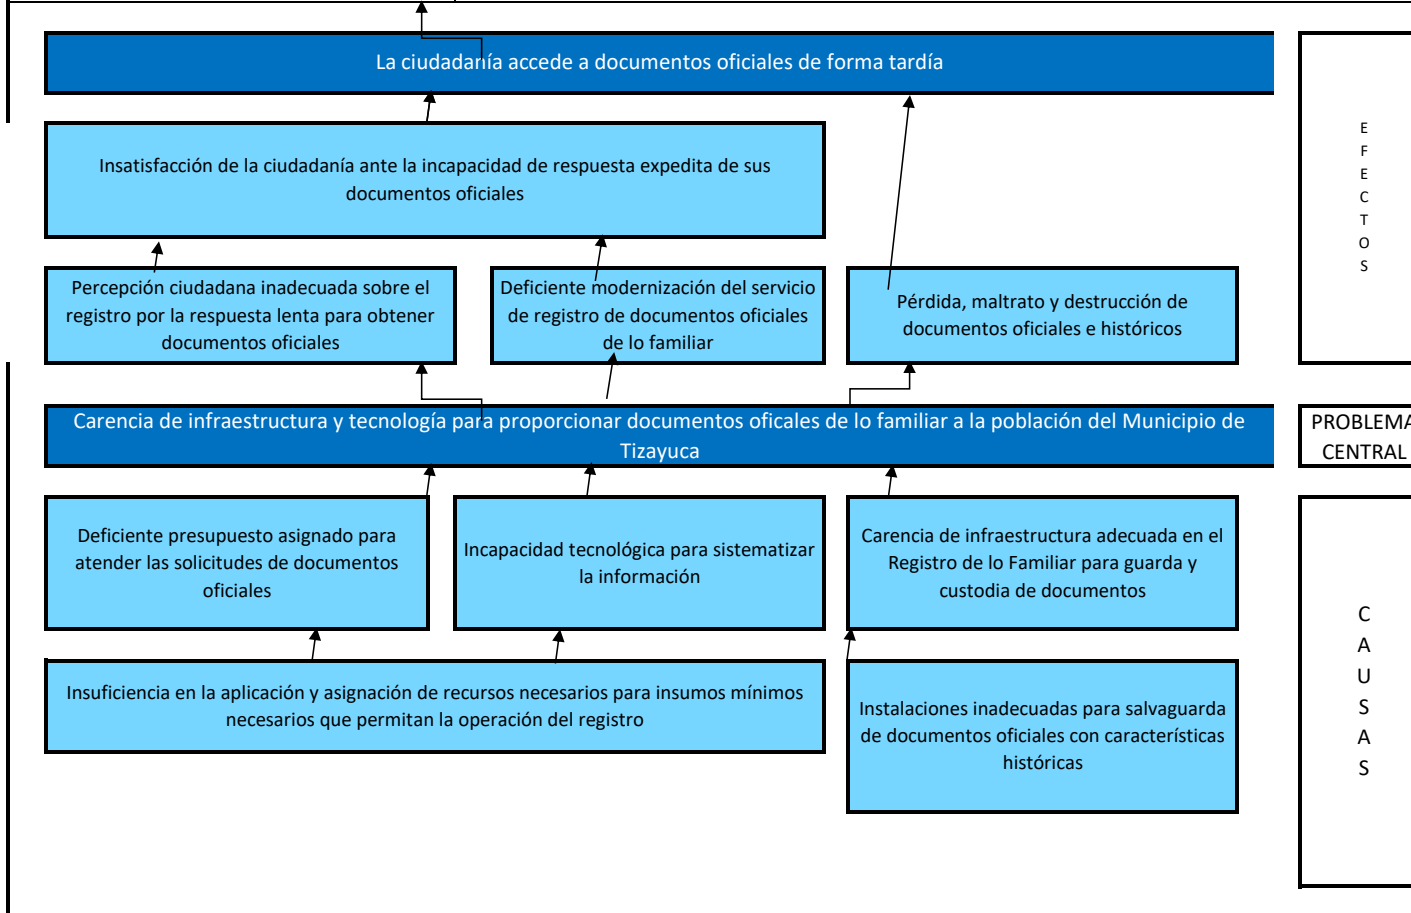 La ciudadanía accede a documentos oficiales de forma tardía
Insatisfacción de la ciudadanía ante la incapacidad de respuesta expedita de sus
documentos oficiales
Percepción ciudadana inadecuada sobre el
registro por la respuesta lenta para obtener
documentos oficiales
Deficiente modernización del servicio
de registro de documentos oficiales
de lo familiar
Pérdida, maltrato y destrucción de
documentos oficiales e históricos
E
F
E
C
T
O
S
Carencia de infraestructura y tecnología para proporcionar documentos oficales de lo familiar a la población del Municipio de
Tizayuca
PROBLEMA
CENTRAL
Deficiente presupuesto asignado para
atender las solicitudes de documentos
oficiales
Incapacidad tecnológica para sistematizar
la información
Carencia de infraestructura adecuada en el
Registro de lo Familiar para guarda y
custodia de documentos
Insuficiencia en la aplicación y asignación de recursos necesarios para insumos mínimos
necesarios que permitan la operación del registro
Instalaciones inadecuadas para salvaguarda
de documentos oficiales con características
históricas
C
A
U
S
A
S